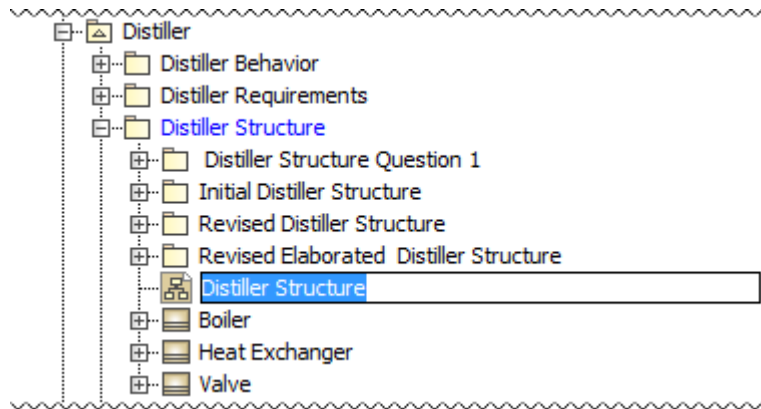 Distiller
Distiller Behavior
Distiller Requirements
Distiller Structure
Distiller Structure Question 1
Initial Distiller Structure
Revised Distiller Structure
Revised Elaborated  Distiller Structure
Distiller Structure
Boiler
Heat Exchanger
Valve